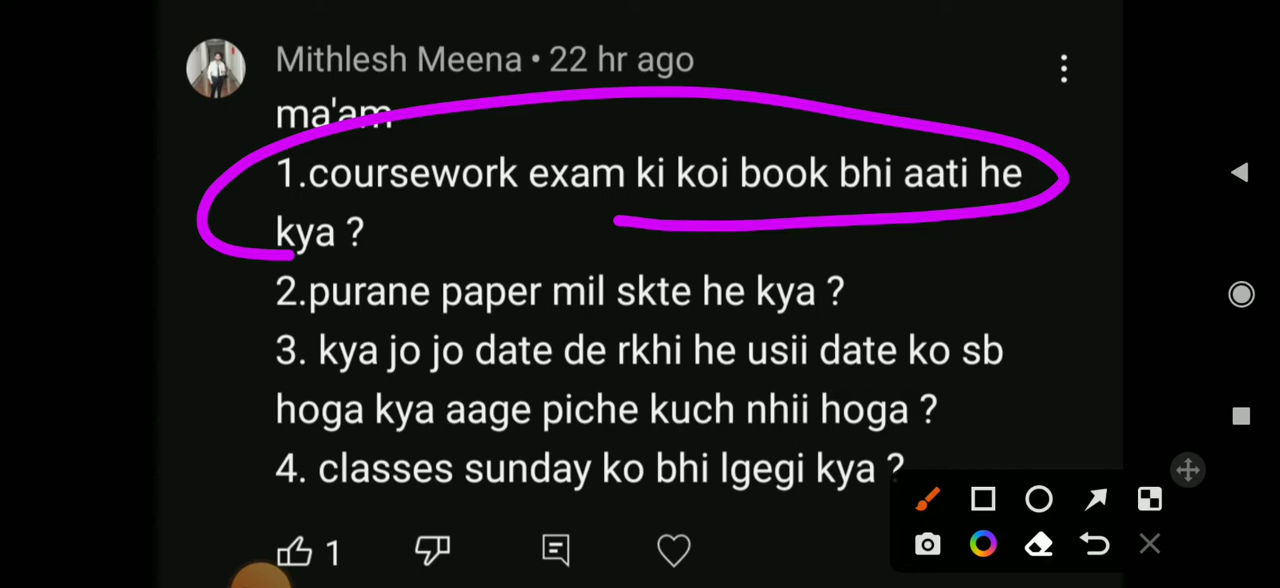 Mithlesh Meena • 22 hr ago
ma'am
1.coursework exam ki koi book bhi aati he
kya ?
2.purane paper mil skte he kya ?
3. kya jo jo date de rkhi he usii date ko sb
hoga kya aage piche kuch nhii hoga ?
4. classes sunday ko bhi lgegi kya ?
1